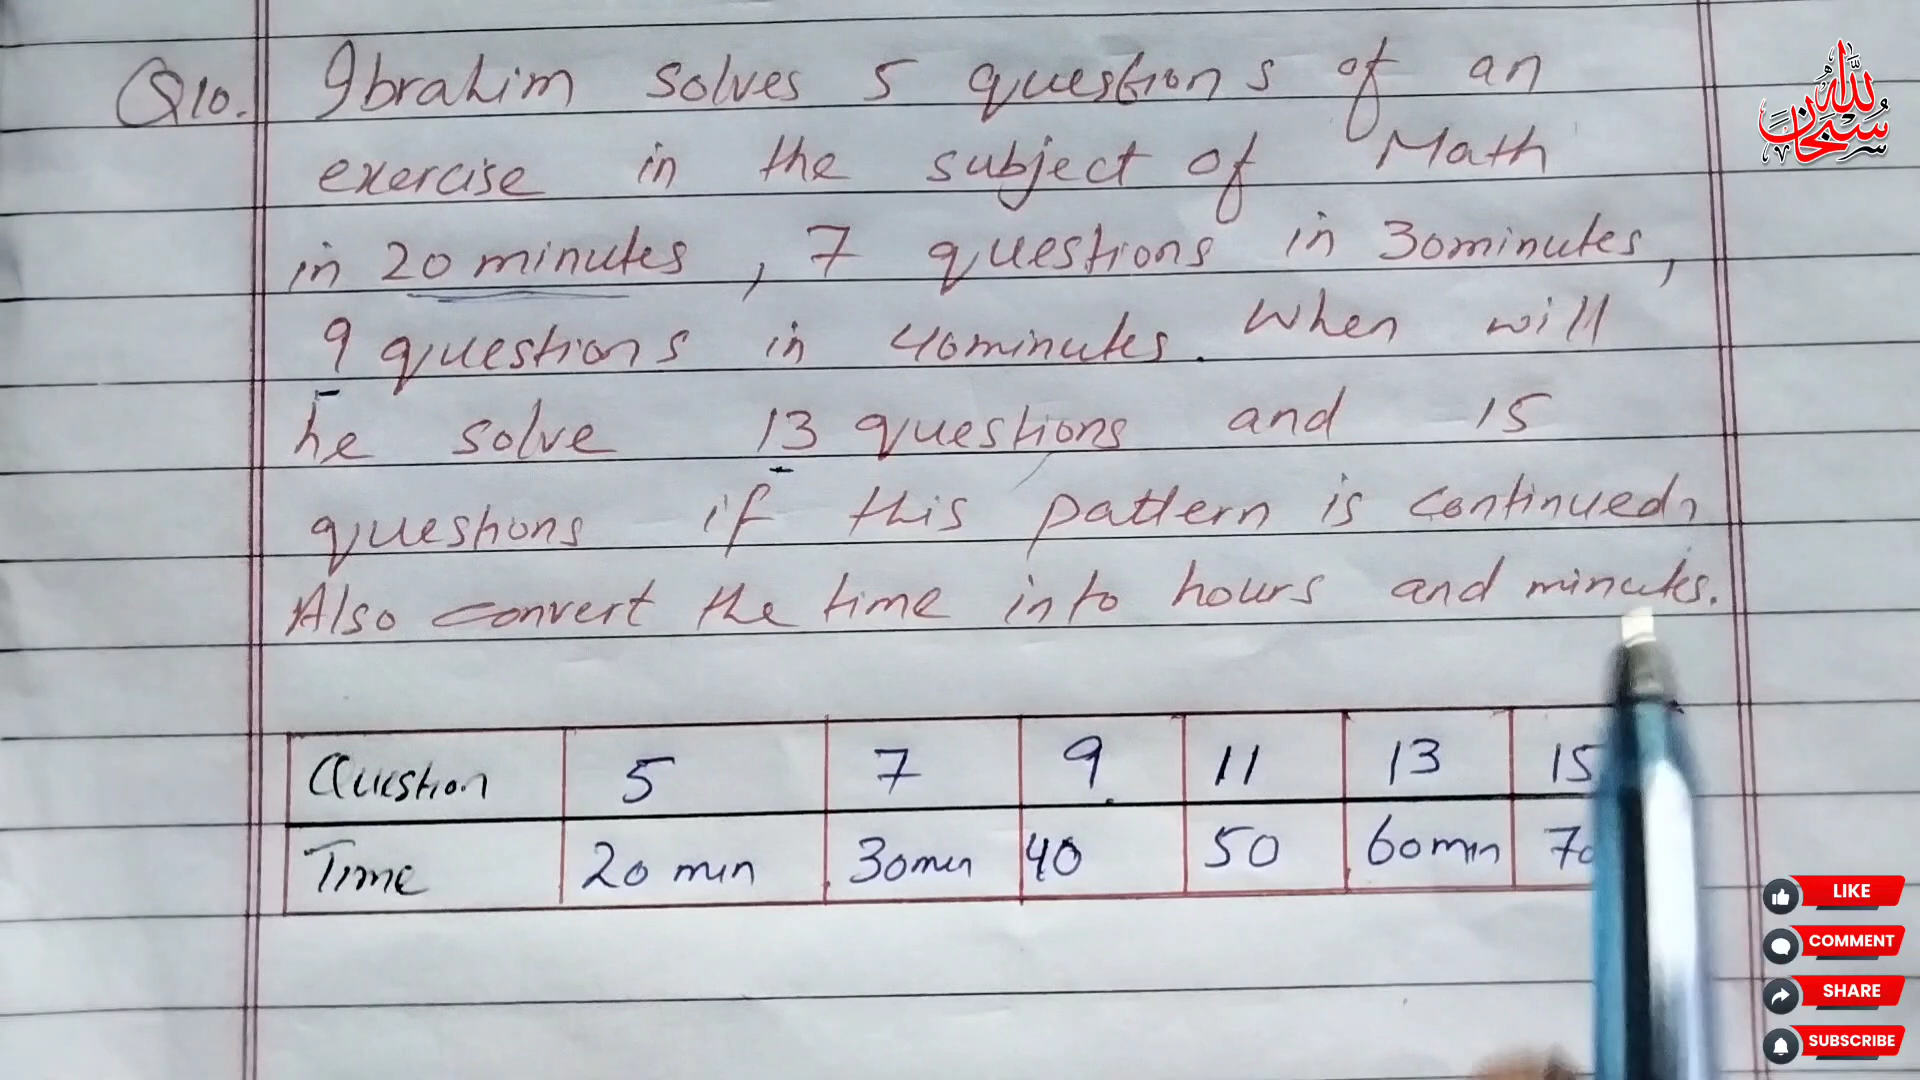 Q10. Ibrahim solves 5 questions of an
exercise in the subject of Math
in 20 minutes, 7 questions in 30minutes,
9 questions in 40minutes. When will
he solve 13 questions and 15
questions if this pattern is continued,
Also convert the time into hours and minutes.
Question 5 7 9 11 13 15
Time 20 min 30min 40 50 60min
سبحان الله
LIKE
COMMENT
SHARE
SUBSCRIBE